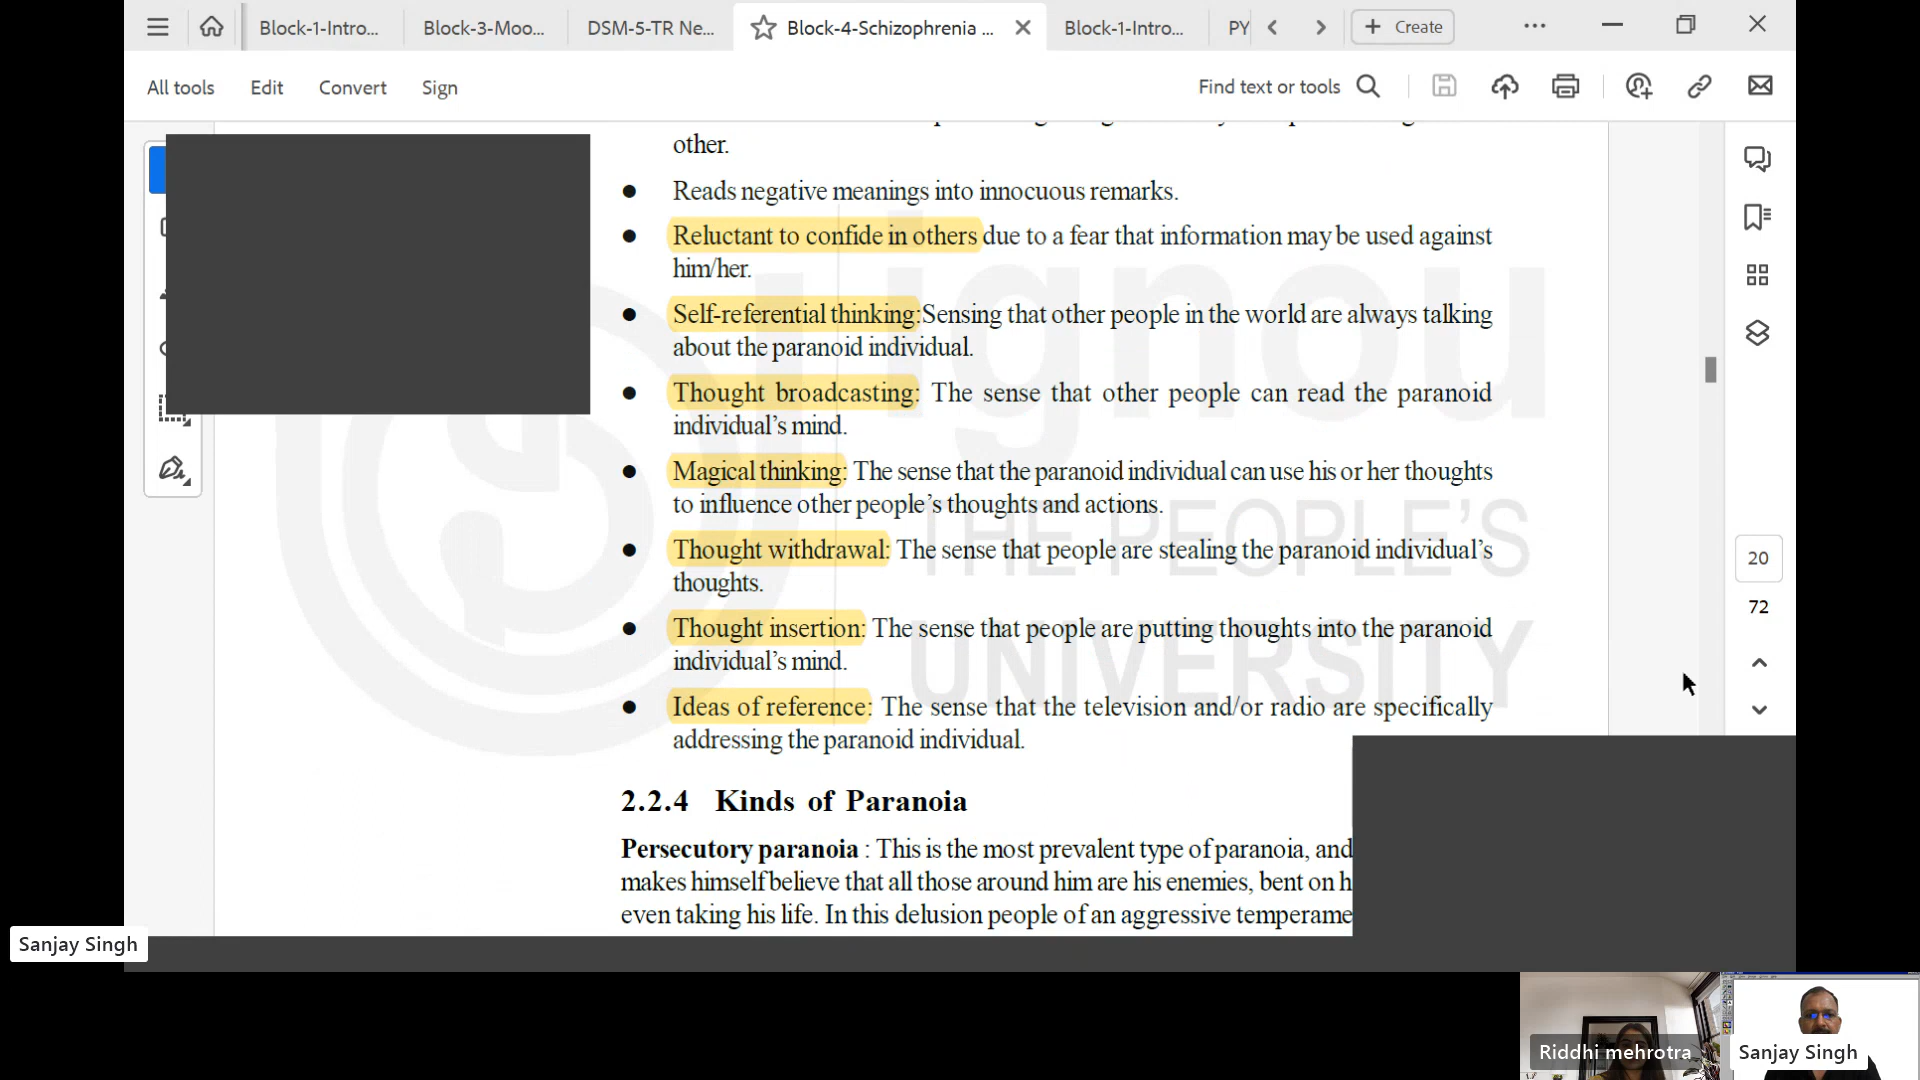 Block-1-Intro...
Block-3-Moo...
DSM-5-TR Ne...
Block-4-Schizophrenia ...
Block-1-Intro...
PY
Create
All tools
Edit
Convert
Sign
Find text or tools
other.
Reads negative meanings into innocuous remarks.
Reluctant to confide in others due to a fear that information may be used against
him/her.
Self-referential thinking:Sensing that other people in the world are always talking
about the paranoid individual.
Thought broadcasting: The sense that other people can read the paranoid
individual's mind.
Magical thinking: The sense that the paranoid individual can use his or her thoughts
to influence other people's thoughts and actions.
Thought withdrawal: The sense that people are stealing the paranoid individual's
thoughts.
Thought insertion: The sense that people are putting thoughts into the paranoid
individual's mind.
Ideas of reference: The sense that the television and/or radio are specifically
addressing the paranoid individual.
2.2.4 Kinds of Paranoia
Persecutory paranoia : This is the most prevalent type of paranoia, and
makes himself believe that all those around him are his enemies, bent on h
even taking his life. In this delusion people of an aggressive temperame
ignou
THE PEOPLE'S
UNIVERSITY
20
72
Sanjay Singh
Riddhi mehrotra
Sanjay Singh